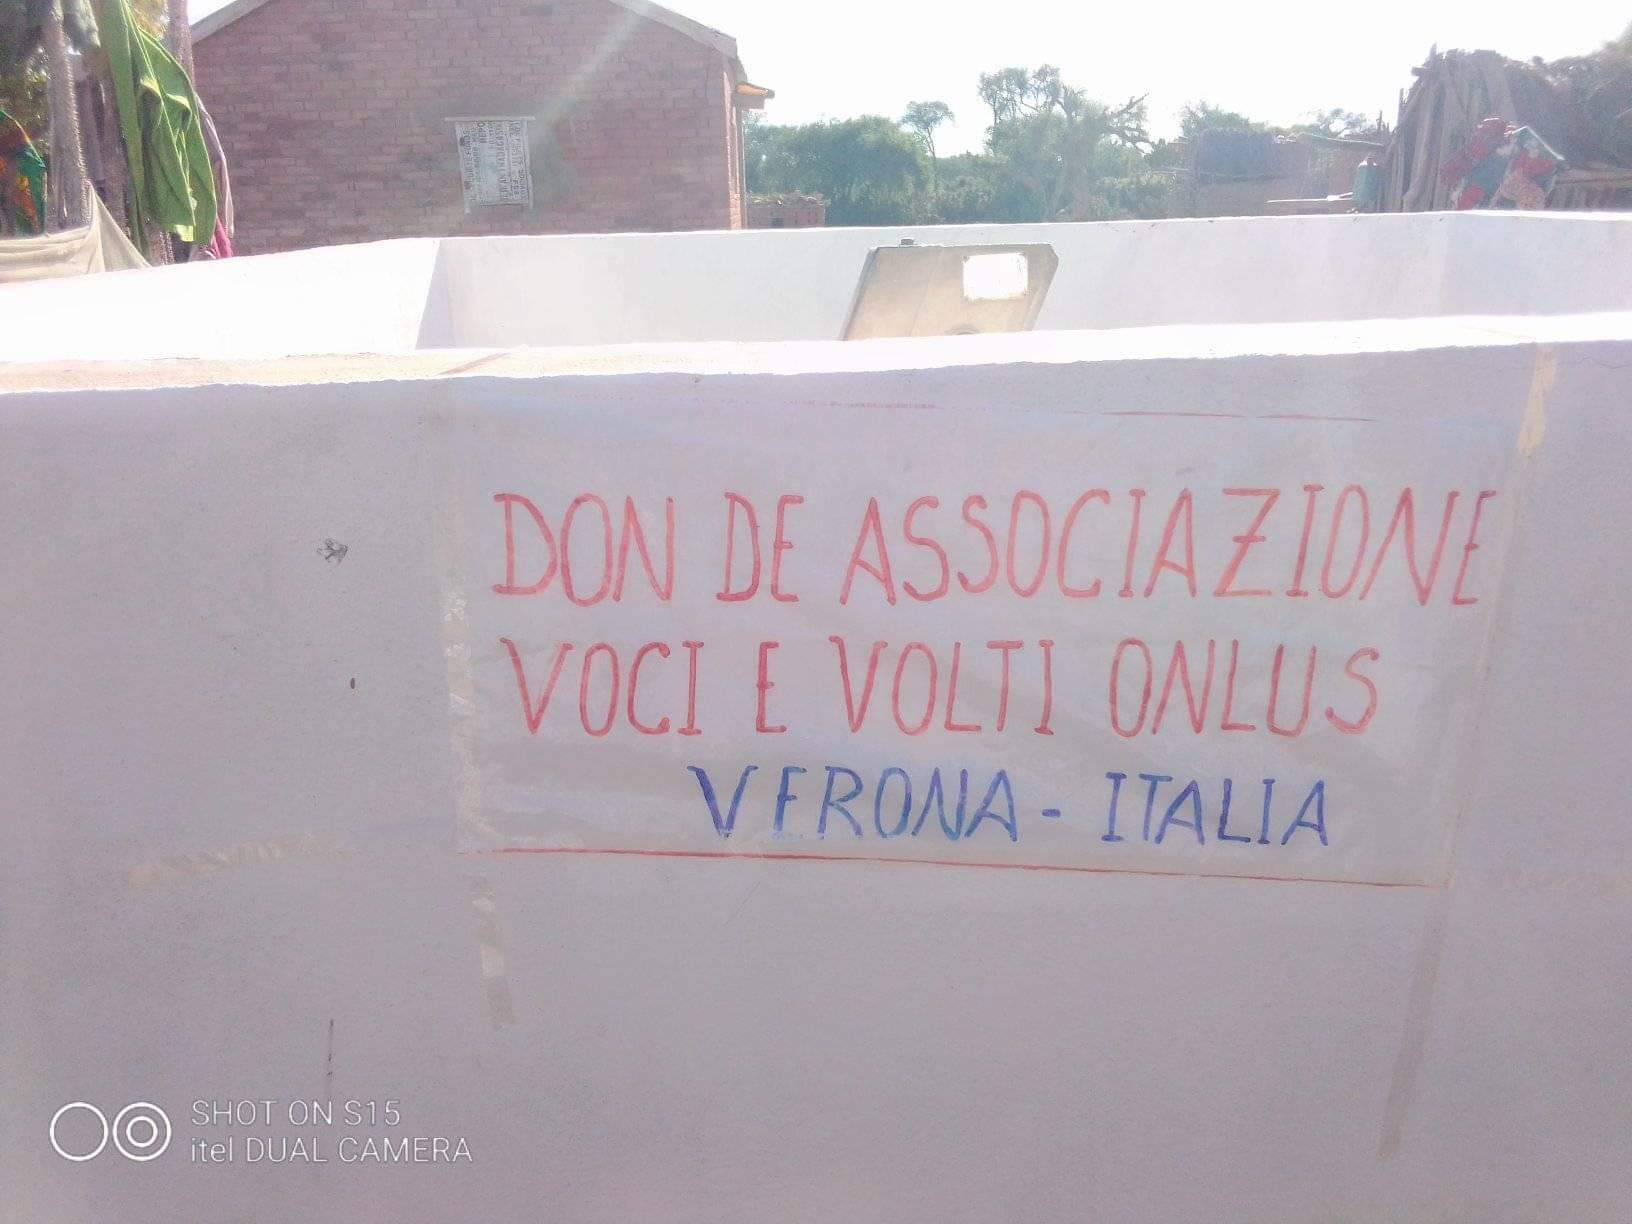 DON DE ASSOCIAZIONE
VOCI E VOLTI ONLUS
VERONA - ITALIA
SHOT ON S15
itel DUAL CAMERA